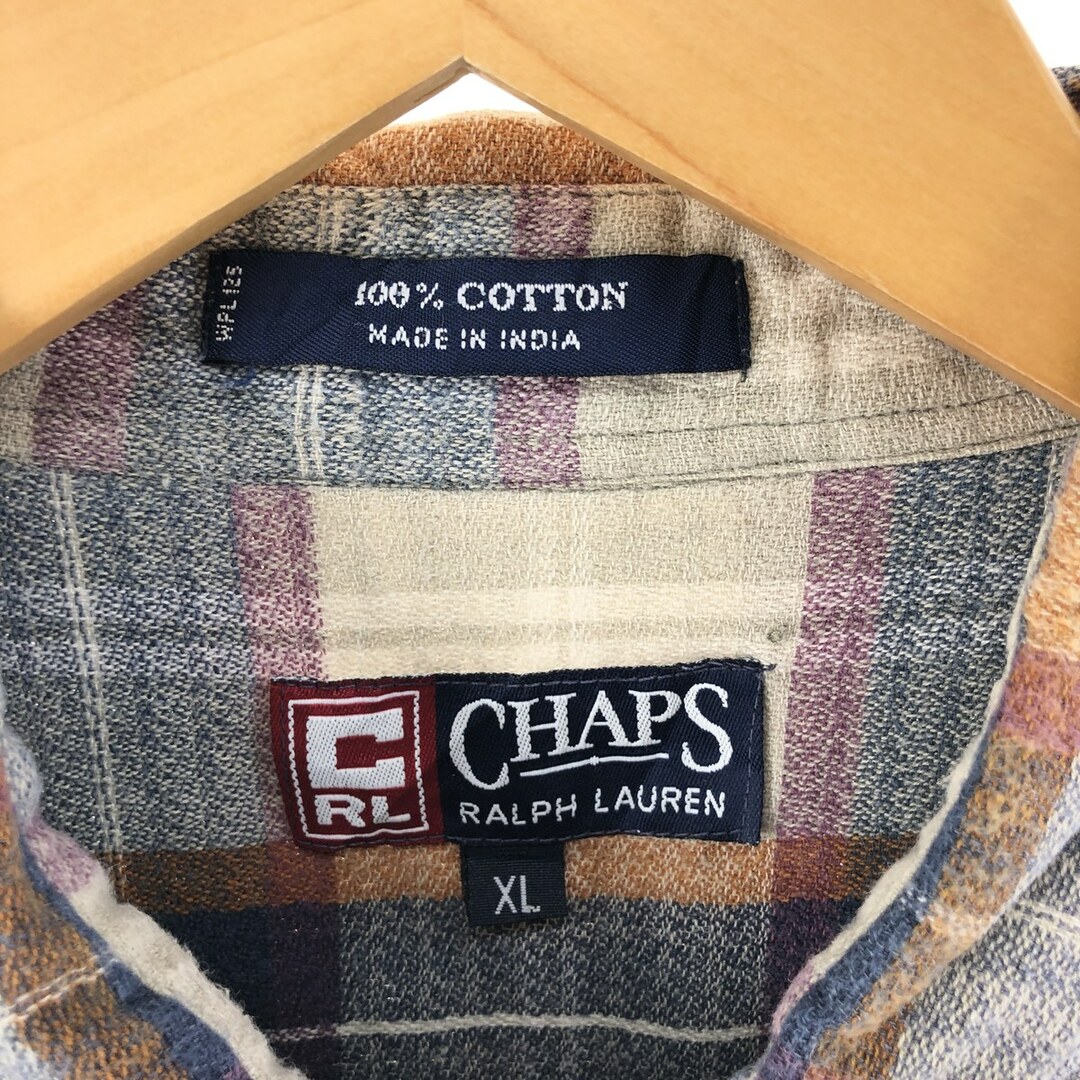 WPL125
100% COTTON
MADE IN INDIA
C
RL
CHAPS
RALPH LAUREN
XL